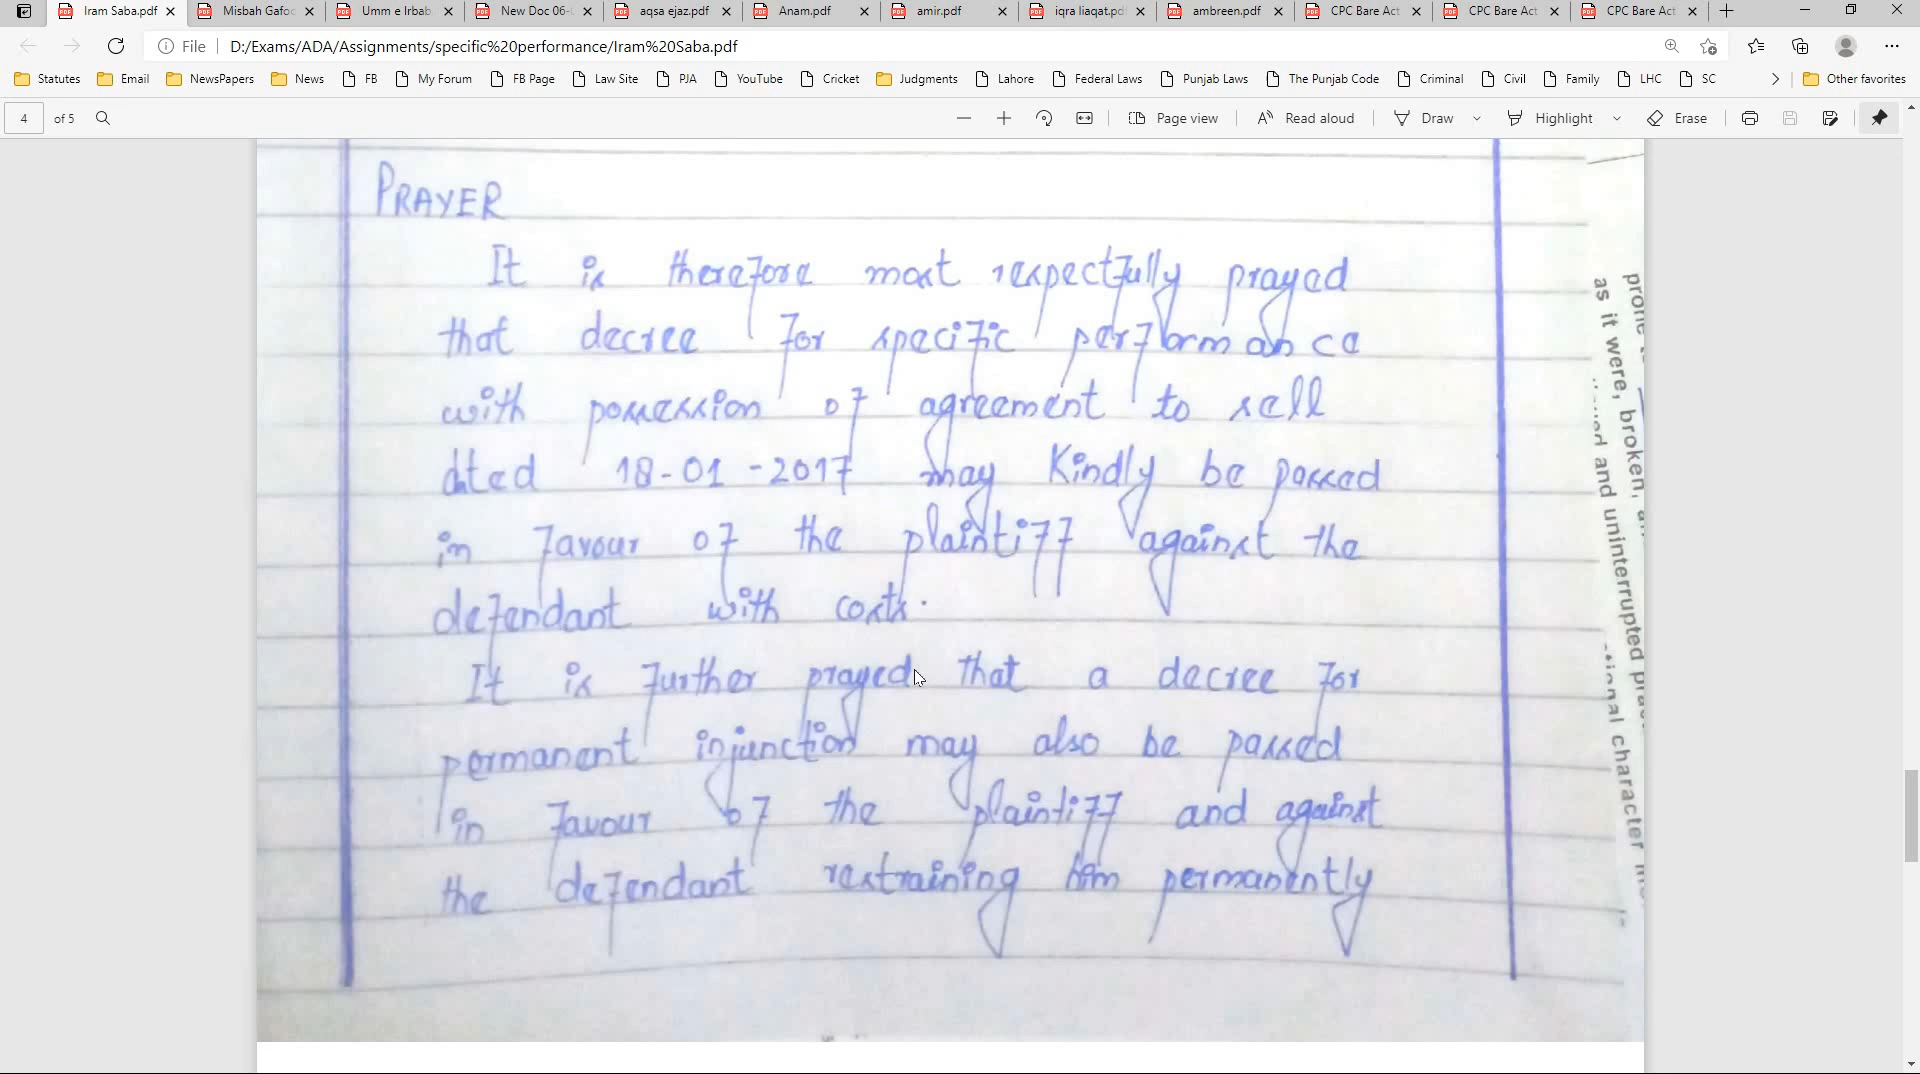 Iram Saba.pdf
Misbah Gafoo
Umm e Irbab.
New Doc 06-
aqsa ejaz.pdf
Anam.pdf
amir.pdf
iqra liaqat.pdf
ambreen.pdf
CPC Bare Act
CPC Bare Act
CPC Bare Act
File
D:/Exams/ADA/Assignments/specific%20performance/Iram%20Saba.pdf
Statutes
Email
NewsPapers
News
FB
My Forum
FB Page
Law Site
PJA
YouTube
Cricket
Judgments
Lahore
Federal Laws
Punjab Laws
The Punjab Code
Criminal
Civil
Family
LHC
SC
Other favorites
4 of 5
Page view
Read aloud
Draw
Highlight
Erase
PRAYER
It is therefore most respectfully prayed
that decree for specific performance
with possession of agreement to sell
dated 18-01-2017 may Kindly be passed
in favour of the plaintiff against the
defendant with costs.
It is further prayed that a decree for
permanent injunction may also be passed
in favour of the plaintiff and against
the defendant restraining him permanently
as it were, broken,
and uninterrupted
character